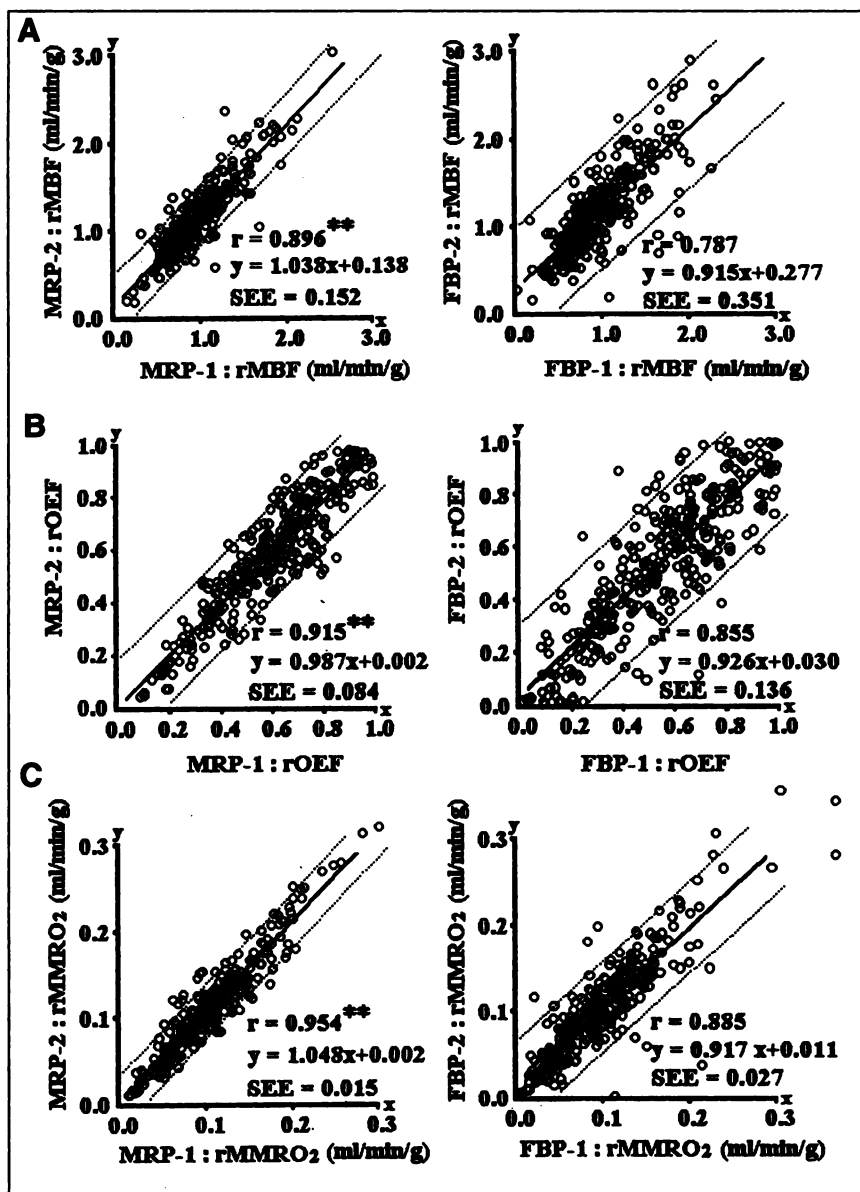 A
y
3.0
2.0
1.0
0.0
MRP-2 : rMBF (ml/min/g)
r = 0.896**
y = 1.038x+0.138
SEE = 0.152
0.0 1.0 2.0 3.0
x
MRP-1 : rMBF (ml/min/g)
y
3.0
2.0
1.0
0.0
FBP-2 : rMBF (ml/min/g)
r = 0.787
y = 0.915x+0.277
SEE = 0.351
0.0 1.0 2.0 3.0
x
FBP-1 : rMBF (ml/min/g)
B
y
1.0
0.8
0.6
0.4
0.2
0.0
MRP-2 : rOEF
r = 0.915**
y = 0.987x+0.002
SEE = 0.084
0.0 0.2 0.4 0.6 0.8 1.0
x
MRP-1 : rOEF
y
1.0
0.8
0.6
0.4
0.2
0.0
FBP-2 : rOEF
r = 0.855
y = 0.926x+0.030
SEE = 0.136
0.0 0.2 0.4 0.6 0.8 1.0
x
FBP-1 : rOEF
C
y
0.3
0.2
0.1
0.0
MRP-2 : rMMRO2 (ml/min/g)
r = 0.954**
y = 1.048x+0.002
SEE = 0.015
0.0 0.1 0.2 0.3
x
MRP-1 : rMMRO2 (ml/min/g)
y
0.3
0.2
0.1
0.0
FBP-2 : rMMRO2 (ml/min/g)
r = 0.885
y = 0.917 x+0.011
SEE = 0.027
0.0 0.1 0.2 0.3
x
FBP-1 : rMMRO2 (ml/min/g)